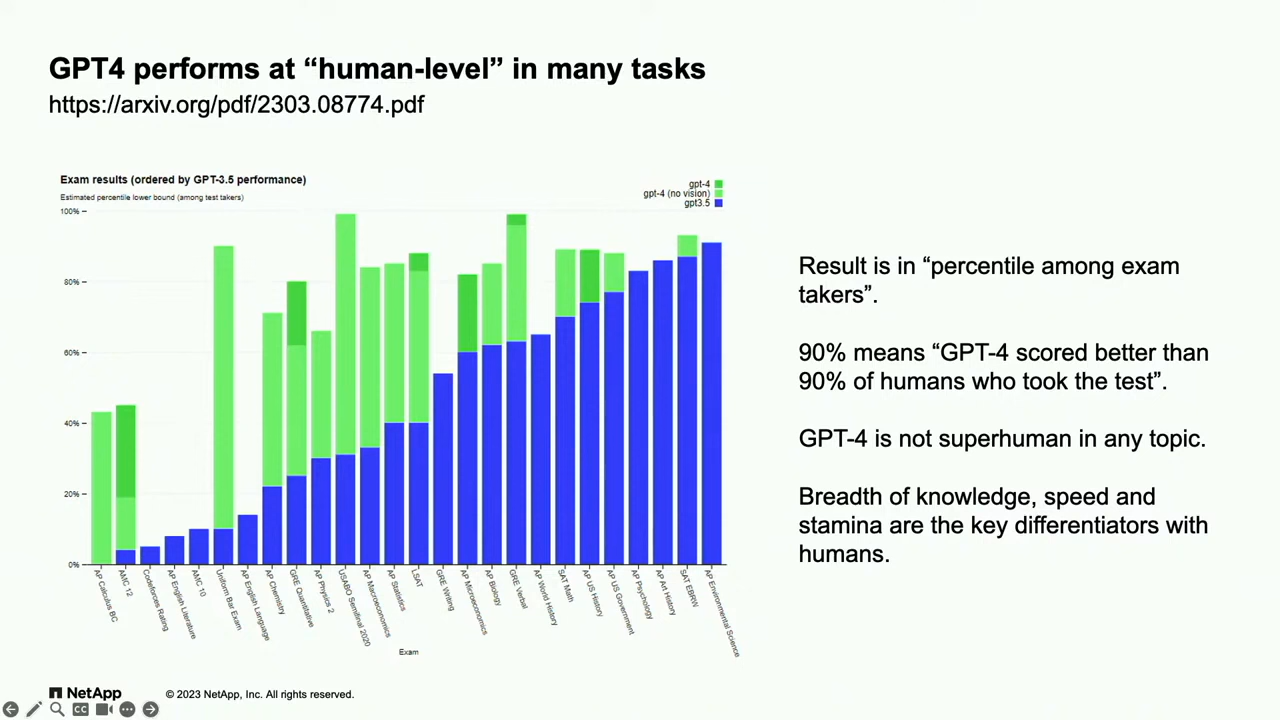 GPT4 performs at “human-level” in many tasks
https://arxiv.org/pdf/2303.08774.pdf
Exam results (ordered by GPT-3.5 performance)
Estimated percentile lower bound (among test takers)
gpt-4
gpt-4 (no vision)
gpt3.5
100%
80%
60%
40%
20%
0%
AP Calculus BC
AMC 12
Codeforces Rating
AP English Literature
AMC 10
Uniform Bar Exam
AP English Language
AP Chemistry
GRE Quantitative
AP Physics 2
USABO Semifinal 2020
AP Macroeconomics
AP Statistics
LSAT
GRE Writing
AP Microeconomics
AP Biology
GRE Verbal
AP World History
SAT Math
AP US History
AP US Government
AP Psychology
AP Art History
SAT EBRW
AP Environmental Science
Exam
Result is in “percentile among exam
takers”.
90% means “GPT-4 scored better than
90% of humans who took the test”.
GPT-4 is not superhuman in any topic.
Breadth of knowledge, speed and
stamina are the key differentiators with
humans.
NetApp
© 2023 NetApp, Inc. All rights reserved.
CC